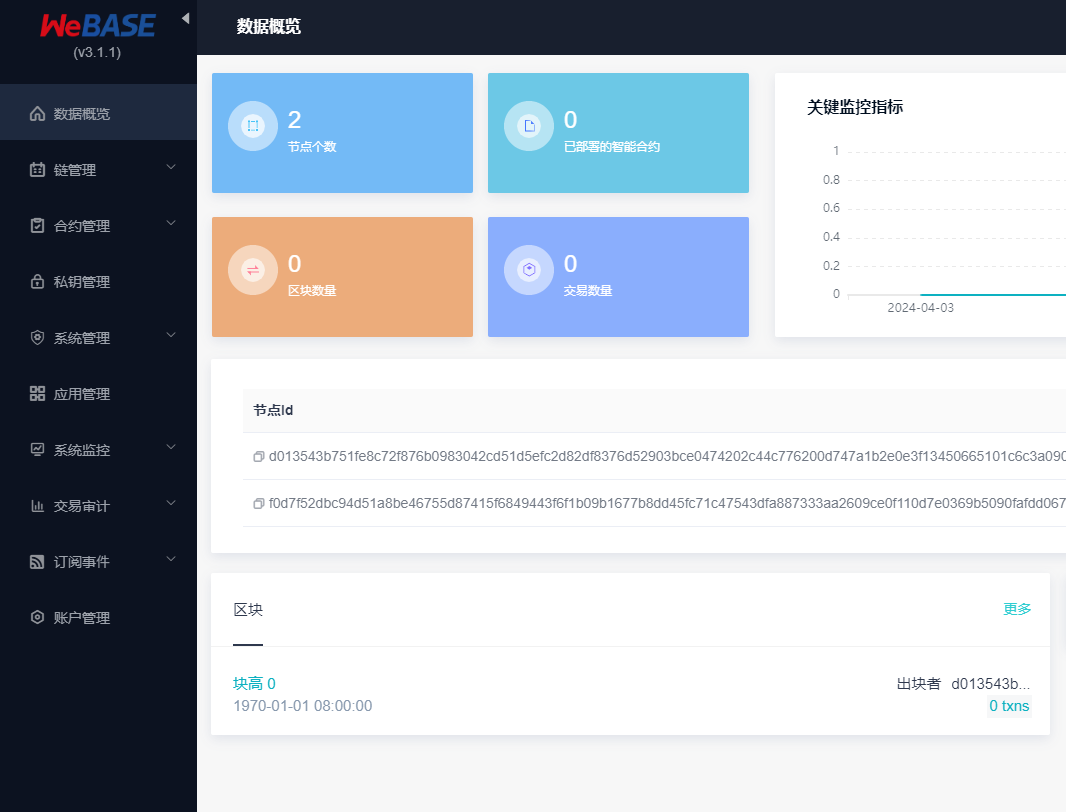 WeBASE
(v3.1.1)
数据概览
链管理
合约管理
私钥管理
系统管理
应用管理
系统监控
交易审计
订阅事件
账户管理
数据概览
2
节点个数
0
已部署的智能合约
0
区块数量
0
交易数量
关键监控指标
1
0.8
0.6
0.4
0.2
0
2024-04-03
节点Id
d013543b751fe8c72f876b0983042cd51d5efc2d82df8376d52903bce0474202c44c776200d747a1b2e0e3f13450665101c6c3a090
f0d7f52dbc94d51a8be46755d87415f6849443f6f1b09b1677b8dd45fc71c47543dfa887333aa2609ce0f110d7e0369b5090fafdd067
区块
更多
块高 0
出块者 d013543b...
1970-01-01 08:00:00
0 txns